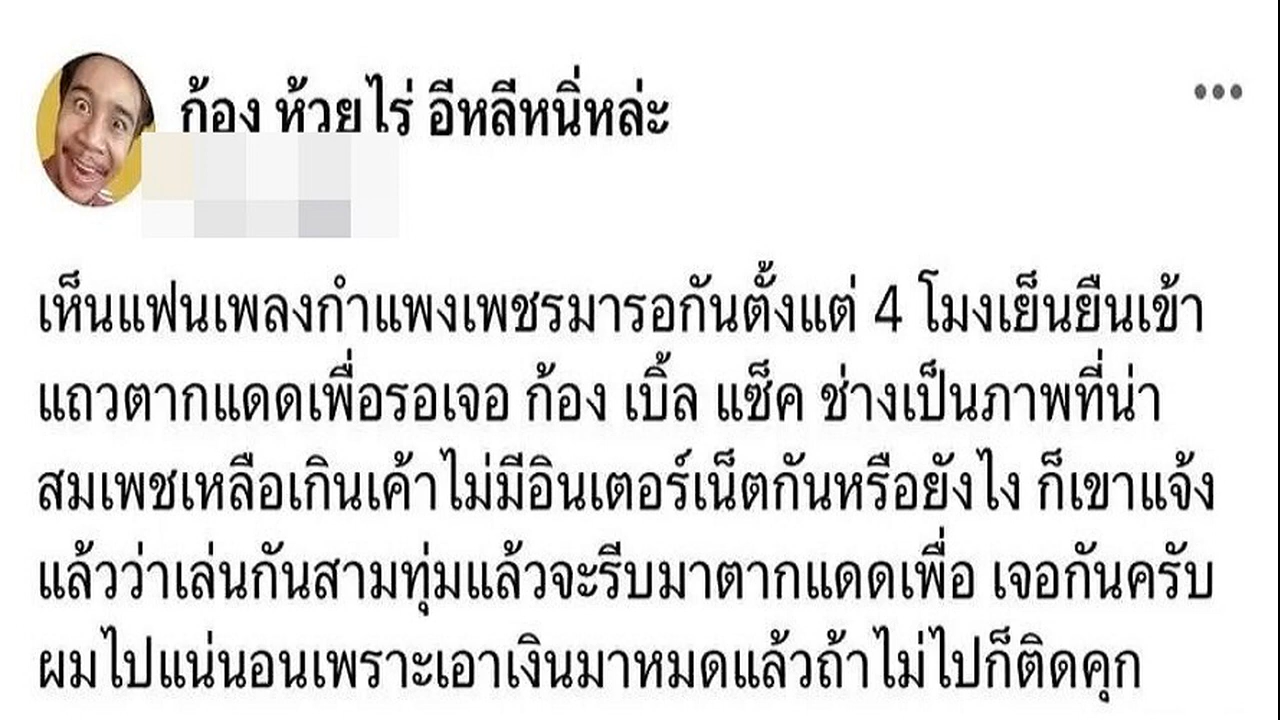 ก้อง ห้วยไร่ อีหลีหนิ่หล่ะ
เห็นแฟนเพลงกำแพงเพชรมารอกันตั้งแต่ 4 โมงเย็นยืนเข้า
แถวตากแดดเพื่อรอเจอ ก้อง เบิ้ล แซ็ค ช่างเป็นภาพที่น่า
สมเพชเหลือเกินเค้าไม่มีอินเตอร์เน็ตกันหรือยังไง ก็เขาแจ้ง
แล้วว่าเล่นกันสามทุ่มแล้วจะรีบมาตากแดดเพื่อ เจอกันครับ
ผมไปแน่นอนเพราะเอาเงินมาหมดแล้วถ้าไม่ไปก็ติดคุก